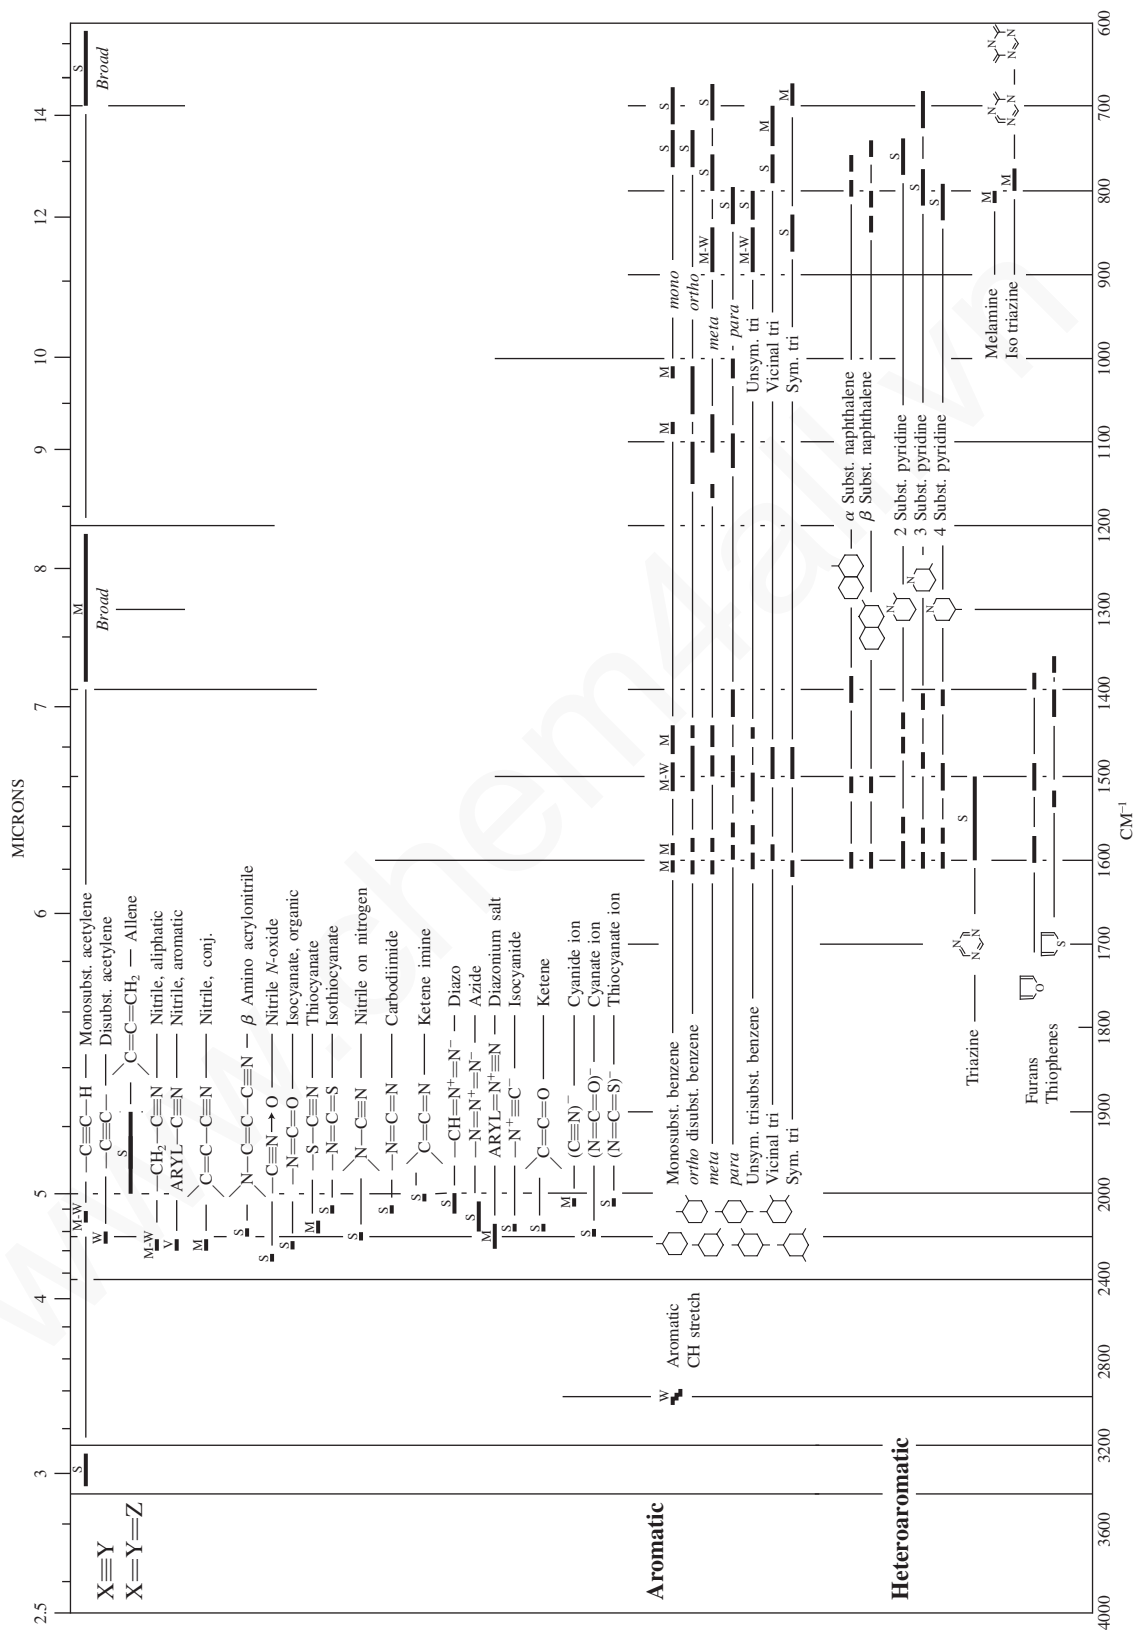 MICRONS
2.5 3 4 5 6 7 8 9 10 12 14
X≡Y
X=Y=Z
S
M-W
—C≡C—H — Monosubst. acetylene
M
Broad
S
Broad
W
—C≡C— Disubst. acetylene
S
C=C=CH2 — Allene
M-W
—CH2—C≡N — Nitrile, aliphatic
V
ARYL—C≡N — Nitrile, aromatic
M
C=C—C≡N — Nitrile, conj.
S
N—C=C—C≡N — β Amino acrylonitrile
S
—C≡N→O — Nitrile N-oxide
S
—N=C=O — Isocyanate, organic
M
—S—C≡N — Thiocyanate
S
—N=C=S — Isothiocyanate
S
N—C≡N — Nitrile on nitrogen
S
—N=C=N — Carbodiimide
S
C=C=N — Ketene imine
S
—CH=N+=N− — Diazo
S
—N=N+=N− — Azide
M
ARYL—N+≡N — Diazonium salt
S
—N+≡C− — Isocyanide
S
C=C=O — Ketene
M
(C≡N)− — Cyanide ion
S
(N=C=O)− — Cyanate ion
S
(N=C=S)− — Thiocyanate ion
Aromatic
W
Aromatic
CH stretch
Monosubst. benzene M M M-W M M M mono S S
ortho disubst. benzene ortho S
meta meta M-W S S
para para S
Unsym. trisubst. benzene Unsym. tri M-W S
Vicinal tri Vicinal tri S M
Sym. tri Sym. tri S M
Heteroaromatic
α Subst. naphthalene
β Subst. naphthalene
N 2 Subst. pyridine S
N 3 Subst. pyridine S
N 4 Subst. pyridine S
Triazine N N N S
Melamine M N N N
Iso triazine M N N N
Furans O
Thiophenes S
4000 3600 3200 2800 2400 2000 1900 1800 1700 1600 1500 1400 1300 1200 1100 1000 900 800 700 600
CM−1
www.chem4all.vn